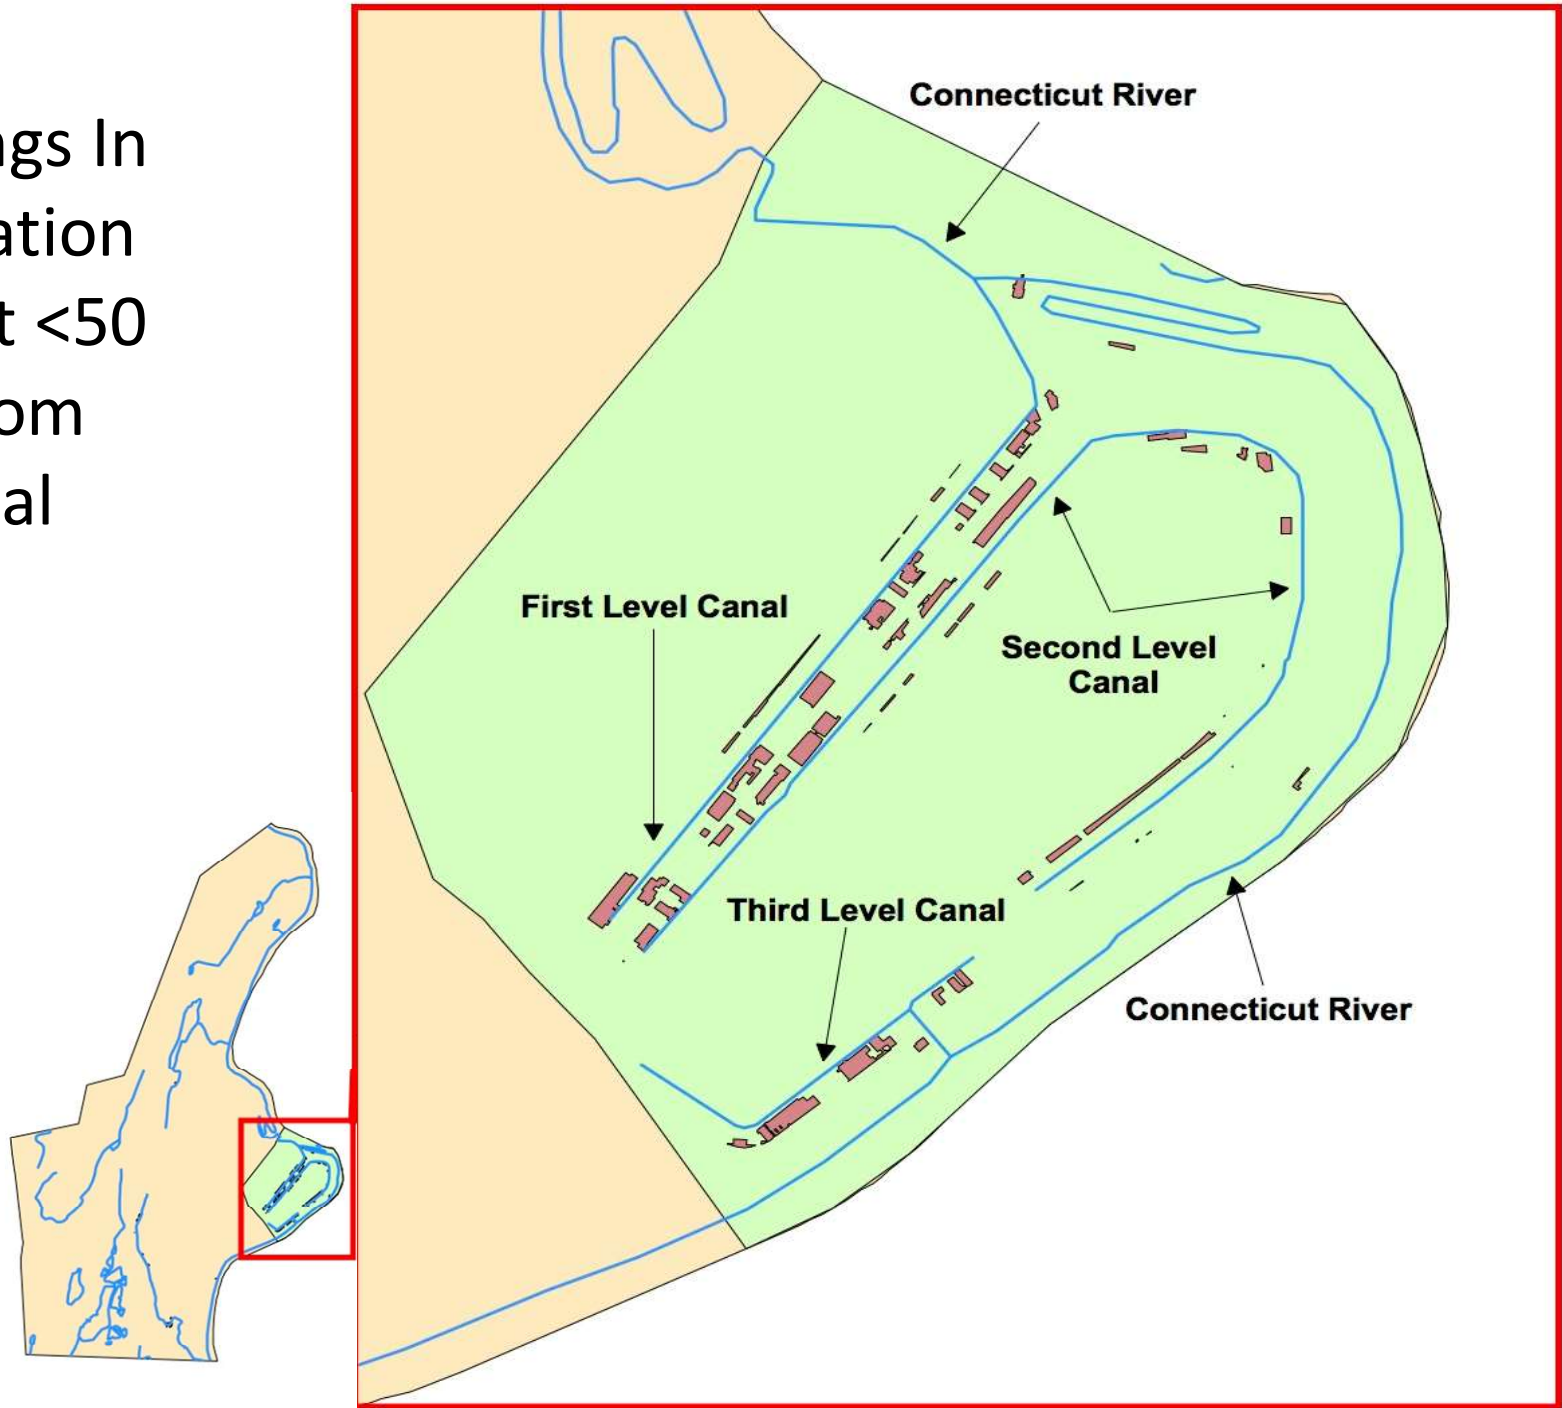 ngs In
ation
t <50
om
al
Connecticut River
First Level Canal
Second Level
Canal
Third Level Canal
Connecticut River